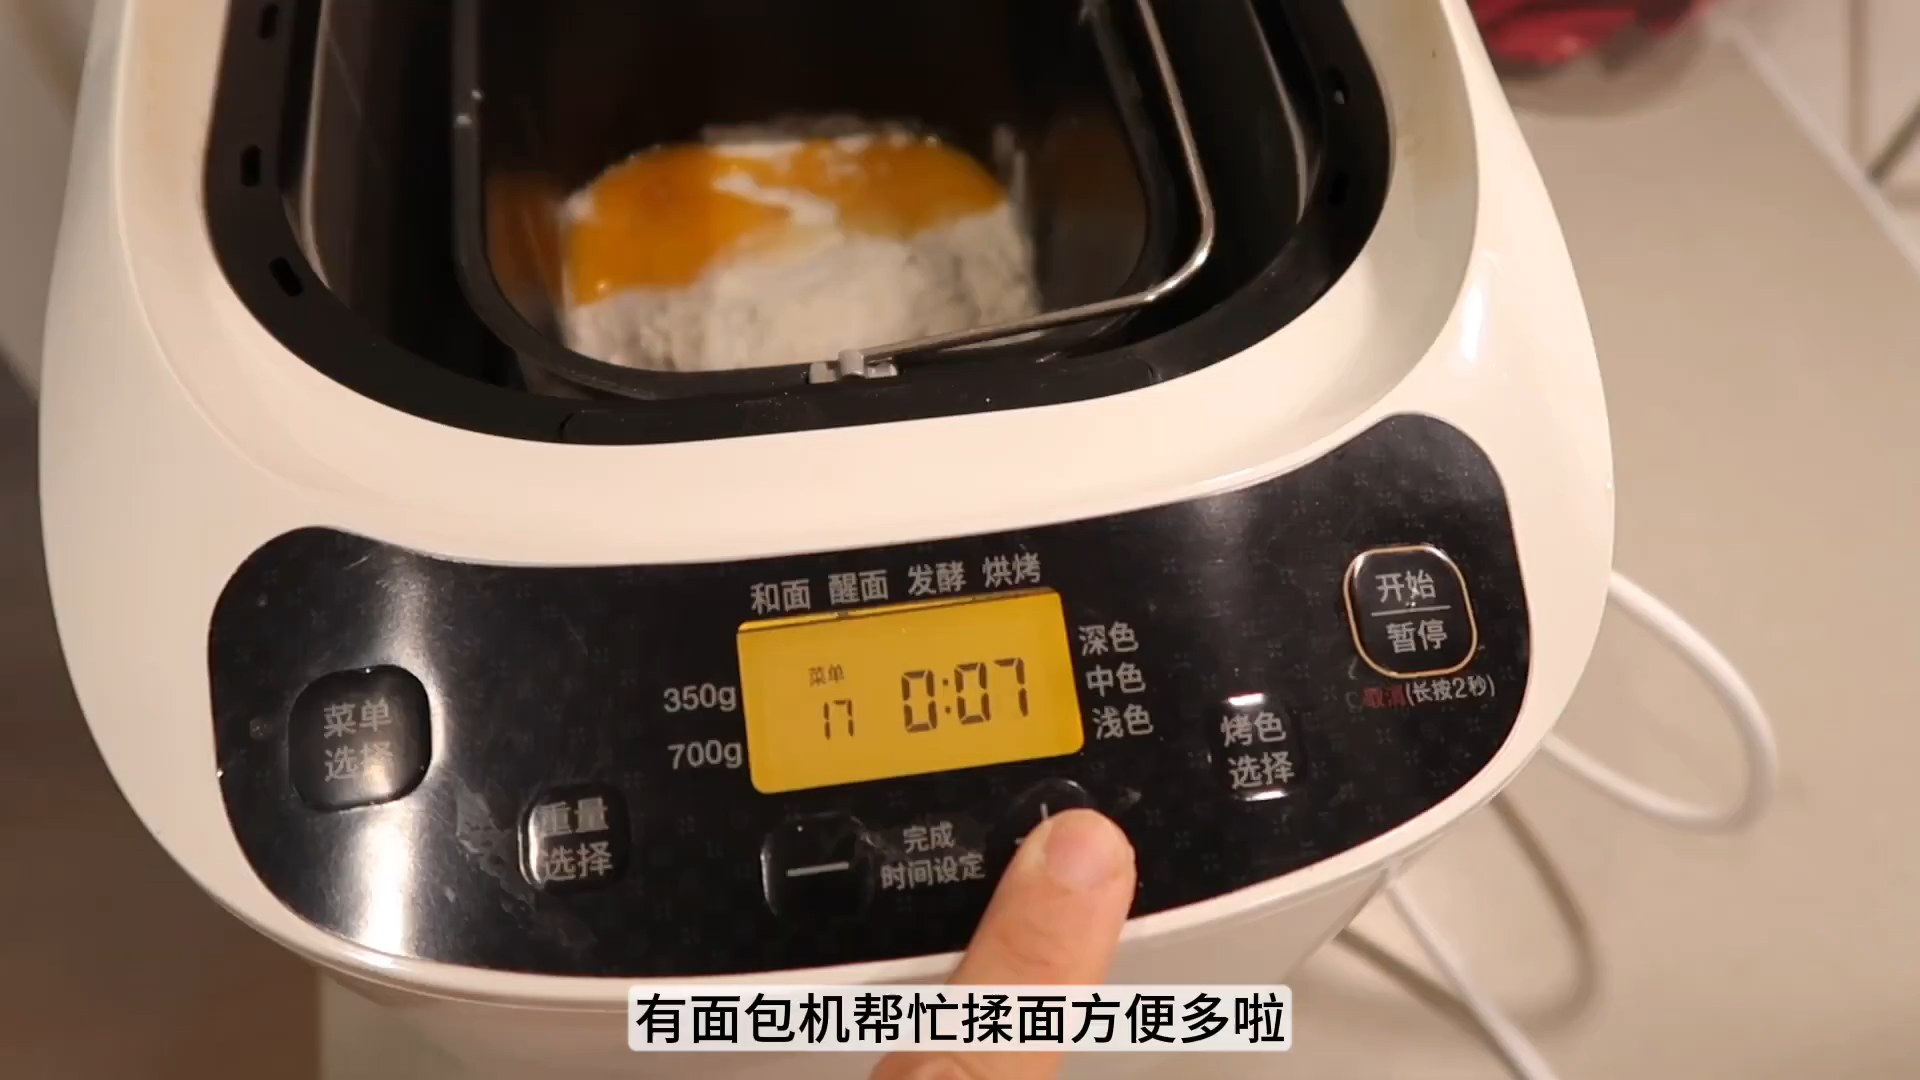 和面 醒面 发酵 烘烤
350g
700g
菜单
17
0:07
深色
中色
浅色
开始
暂停
取消(长按2秒)
菜单
选择
重量
选择
完成
时间设定
烤色
选择
有面包机帮忙揉面方便多啦